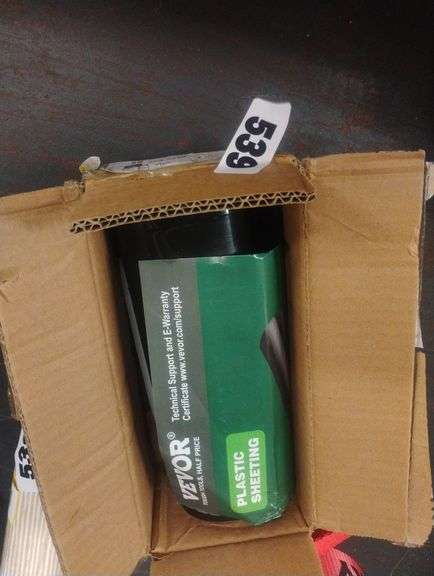 539
VEVOR®
TOUGH TOOLS, HALF PRICE
Technical Support and E-Warranty
Certificate www.vevor.com/support
PLASTIC
SHEETING